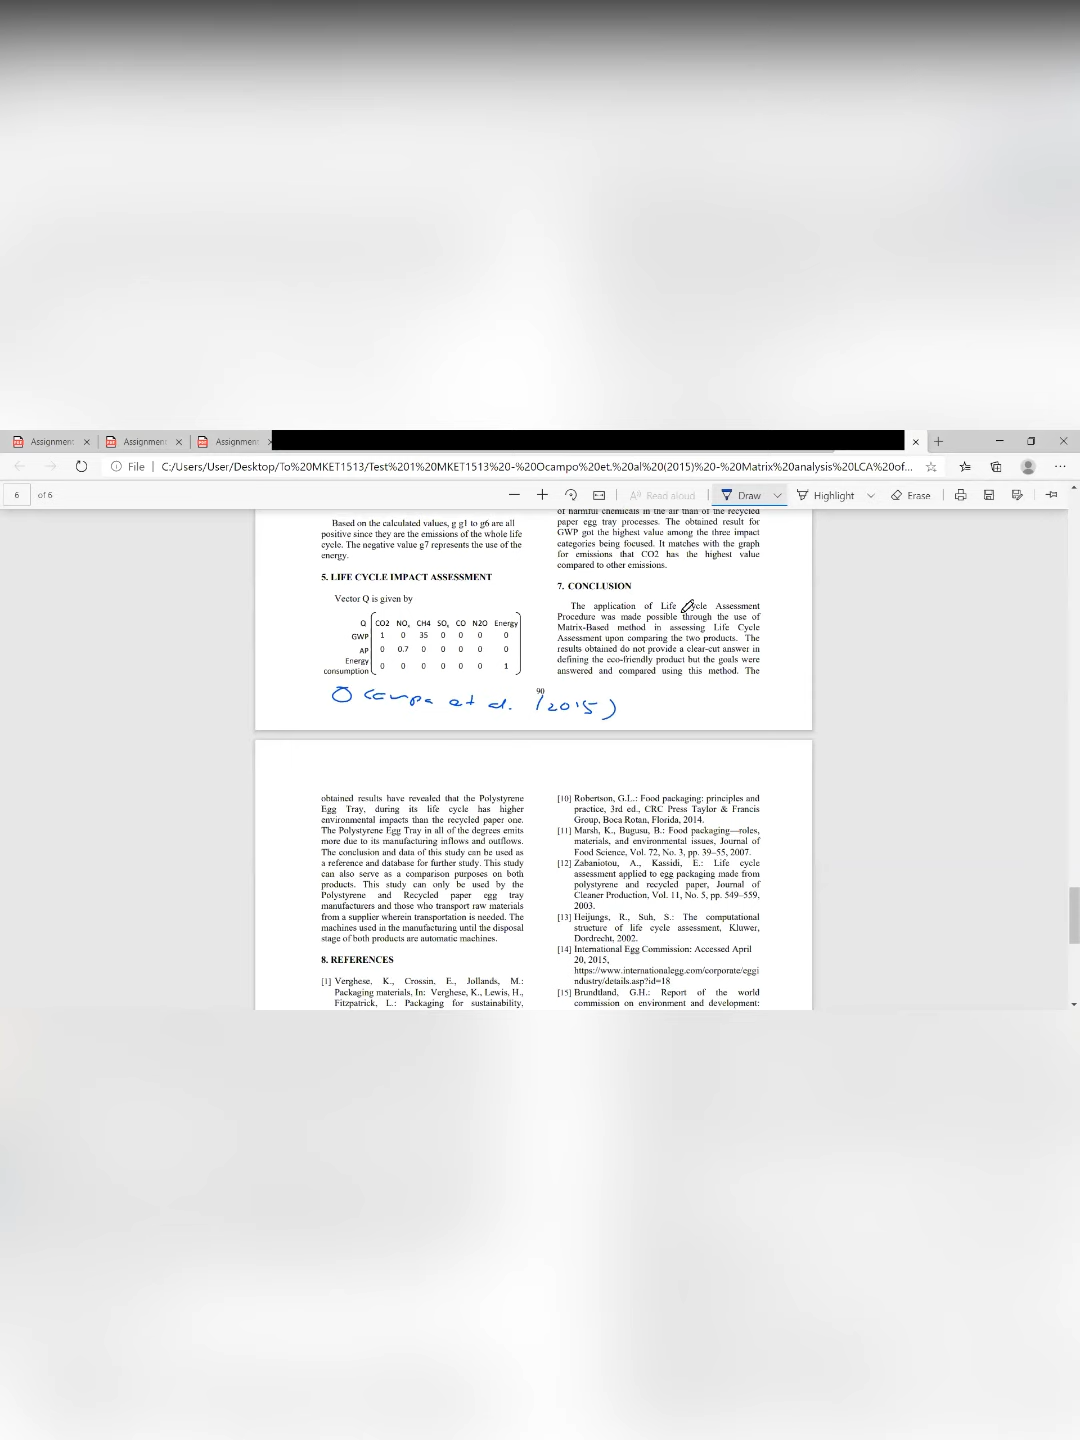 Assignment
Assignment
Assignment
File | C:/Users/User/Desktop/To%20MKET1513/Test%201%20MKET1513%20-%20Ocampo%20et.%20al%20(2015)%20-%20Matrix%20analysis%20LCA%20of...
6 of 6
Read aloud
Draw
Highlight
Erase
Based on the calculated values, g g1 to g6 are all
positive since they are the emissions of the whole life
cycle. The negative value g7 represents the use of the
energy.
5. LIFE CYCLE IMPACT ASSESSMENT
Vector Q is given by
Q CO2 NOx CH4 SOx CO N2O Energy
GWP 1 0 35 0 0 0 0
AP 0 0.7 0 0 0 0 0
Energy
consumption 0 0 0 0 0 0 1
of harmful chemicals in the air than of the recycled
paper egg tray processes. The obtained result for
GWP got the highest value among the three impact
categories being focused. It matches with the graph
for emissions that CO2 has the highest value
compared to other emissions.
7. CONCLUSION
The application of Life Cycle Assessment
Procedure was made possible through the use of
Matrix-Based method in assessing Life Cycle
Assessment upon comparing the two products. The
results obtained do not provide a clear-cut answer in
defining the eco-friendly product but the goals were
answered and compared using this method. The
90
Ocampo et al. (2015)
obtained results have revealed that the Polystyrene
Egg Tray, during its life cycle has higher
environmental impacts than the recycled paper one.
The Polystyrene Egg Tray in all of the degrees emits
more due to its manufacturing inflows and outflows.
The conclusion and data of this study can be used as
a reference and database for further study. This study
can also serve as a comparison purposes on both
products. This study can only be used by the
Polystyrene and Recycled paper egg tray
manufacturers and those who transport raw materials
from a supplier wherein transportation is needed. The
machines used in the manufacturing until the disposal
stage of both products are automatic machines.
8. REFERENCES
[1] Verghese, K., Crossin, E., Jollands, M.:
Packaging materials, In: Verghese, K., Lewis, H.,
Fitzpatrick, L.: Packaging for sustainability,
[10] Robertson, G.L.: Food packaging: principles and
practice, 3rd ed., CRC Press Taylor & Francis
Group, Boca Rotan, Florida, 2014.
[11] Marsh, K., Bugusu, B.: Food packaging—roles,
materials, and environmental issues, Journal of
Food Science, Vol. 72, No. 3, pp. 39–55, 2007.
[12] Zabaniotou, A., Kassidi, E.: Life cycle
assessment applied to egg packaging made from
polystyrene and recycled paper, Journal of
Cleaner Production, Vol. 11, No. 5, pp. 549–559,
2003.
[13] Heijungs, R., Suh, S.: The computational
structure of life cycle assessment, Kluwer,
Dordrecht, 2002.
[14] International Egg Commission: Accessed April
20, 2015,
https://www.internationalegg.com/corporate/eggi
ndustry/details.asp?id=18
[15] Brundtland, G.H.: Report of the world
commission on environment and development: